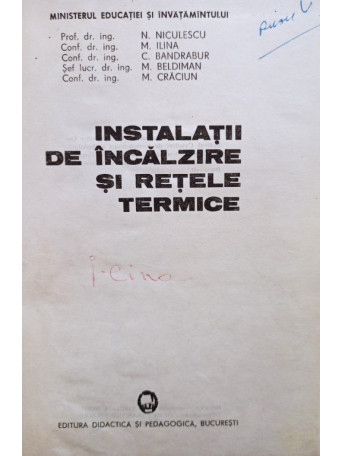 MINISTERUL EDUCAȚIEI ȘI ÎNVĂȚĂMÎNTULUI
Prof. dr. ing. N. NICULESCU
Conf. dr. ing. M. ILINA
Conf. dr. ing. C. BANDRABUR
Șef lucr. dr. ing. M. BELDIMAN
Conf. dr. ing. M. CRĂCIUN
INSTALAȚII
DE ÎNCĂLZIRE
ȘI REȚELE
TERMICE
EDITURA DIDACTICĂ ȘI PEDAGOGICĂ, BUCUREȘTI